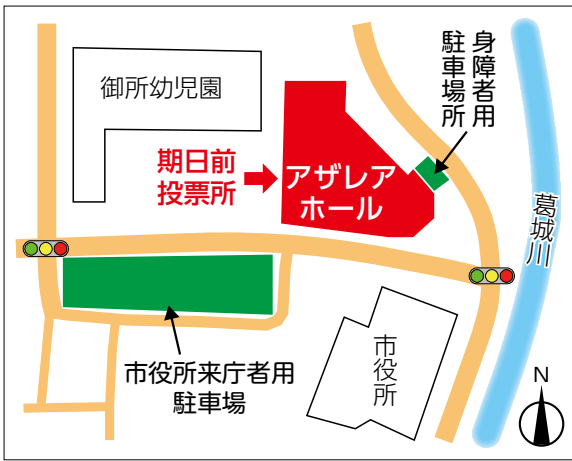 御所幼児園
身障者用
駐車場所
期日前
投票所
アザレア
ホール
葛城川
市役所来庁者用
駐車場
市役所
N